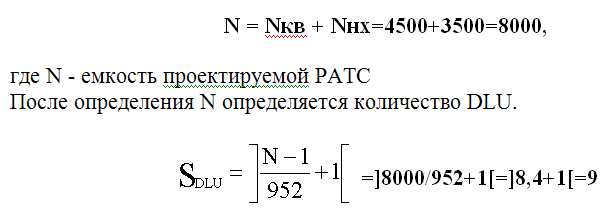 N = Nкв + Nнх=4500+3500=8000,
где N - емкость проектируемой РАТС
После определения N определяется количество DLU.
S_DLU = ]N − 1/952 +1[ =]8000/952+1[=]8,4+1[=9